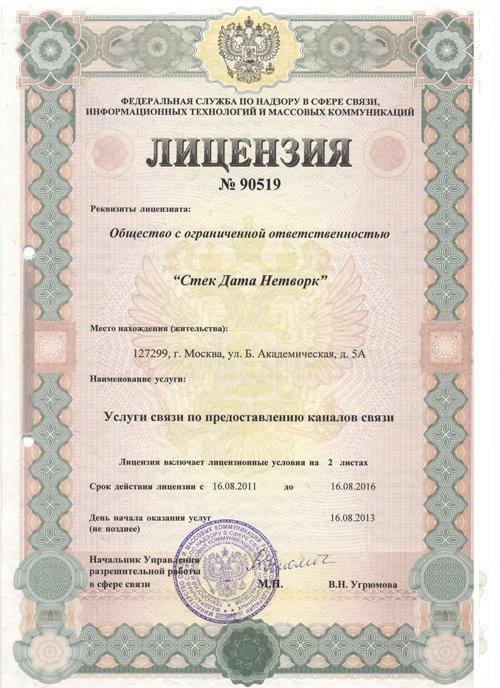 ФЕДЕРАЛЬНАЯ СЛУЖБА ПО НАДЗОРУ В СФЕРЕ СВЯЗИ,
ИНФОРМАЦИОННЫХ ТЕХНОЛОГИЙ И МАССОВЫХ КОММУНИКАЦИЙ
ЛИЦЕНЗИЯ
№ 90519
Реквизиты лицензиата:
Общество с ограниченной ответственностью
“Стек Дата Нетворк”
Место нахождения (жительства):
127299, г. Москва, ул. Б. Академическая, д. 5А
Наименование услуги:
Услуги связи по предоставлению каналов связи
Лицензия включает лицензионные условия на 2 листах
Срок действия лицензии с 16.08.2011 до 16.08.2016
День начала оказания услуг 16.08.2013
(не позднее)
Начальник Управления
разрешительной работы
в сфере связи М.П. В.Н. Угрюмова